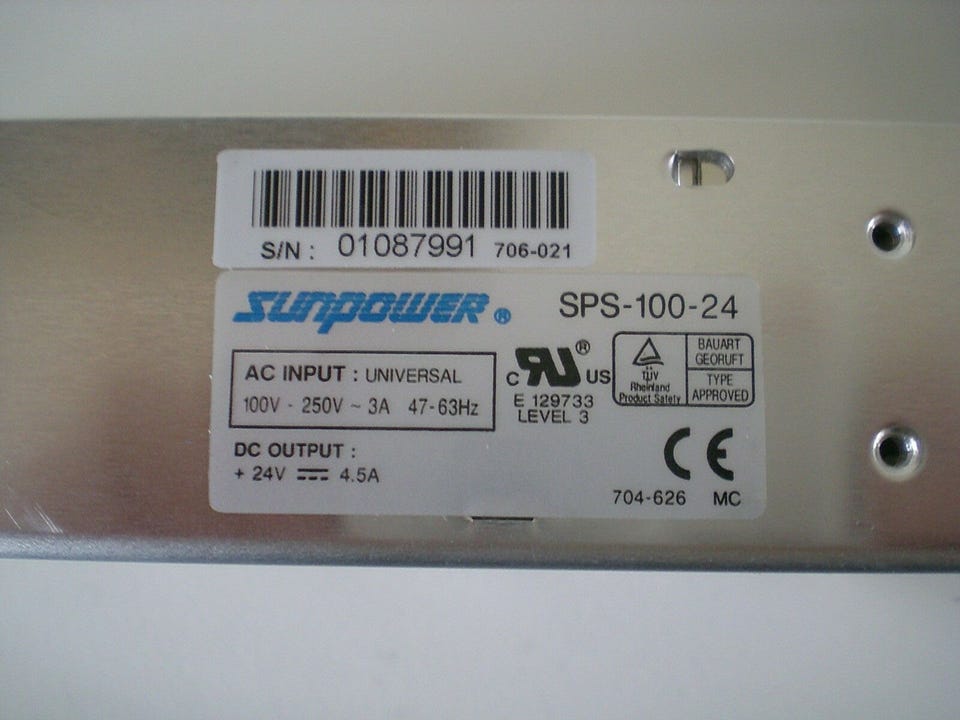 S/N : 01087991 706-021
SUNPOWER ® SPS-100-24
AC INPUT : UNIVERSAL
100V - 250V ~ 3A 47-63Hz
DC OUTPUT :
+ 24V ⎓ 4.5A
C RU ® US
E 129733
LEVEL 3
TÜV
Rheinland
Product Safety
BAUART
GEORUFT
TYPE
APPROVED
CE
704-626 MC